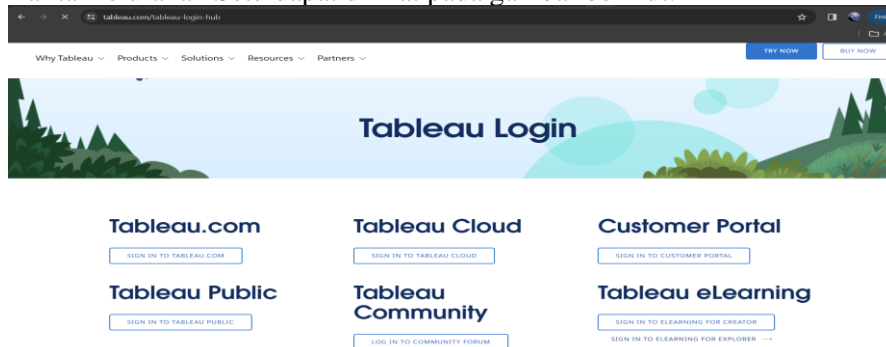 tableau.com/tableau-login-hub
Why Tableau Products Solutions Resources Partners
TRY NOW
BUY NOW
Tableau Login
Tableau.com
SIGN IN TO TABLEAU.COM
Tableau Cloud
SIGN IN TO TABLEAU CLOUD
Customer Portal
SIGN IN TO CUSTOMER PORTAL
Tableau Public
SIGN IN TO TABLEAU PUBLIC
Tableau
Community
LOG IN TO COMMUNITY FORUM
Tableau eLearning
SIGN IN TO ELEARNING FOR CREATOR
SIGN IN TO ELEARNING FOR EXPLORER →